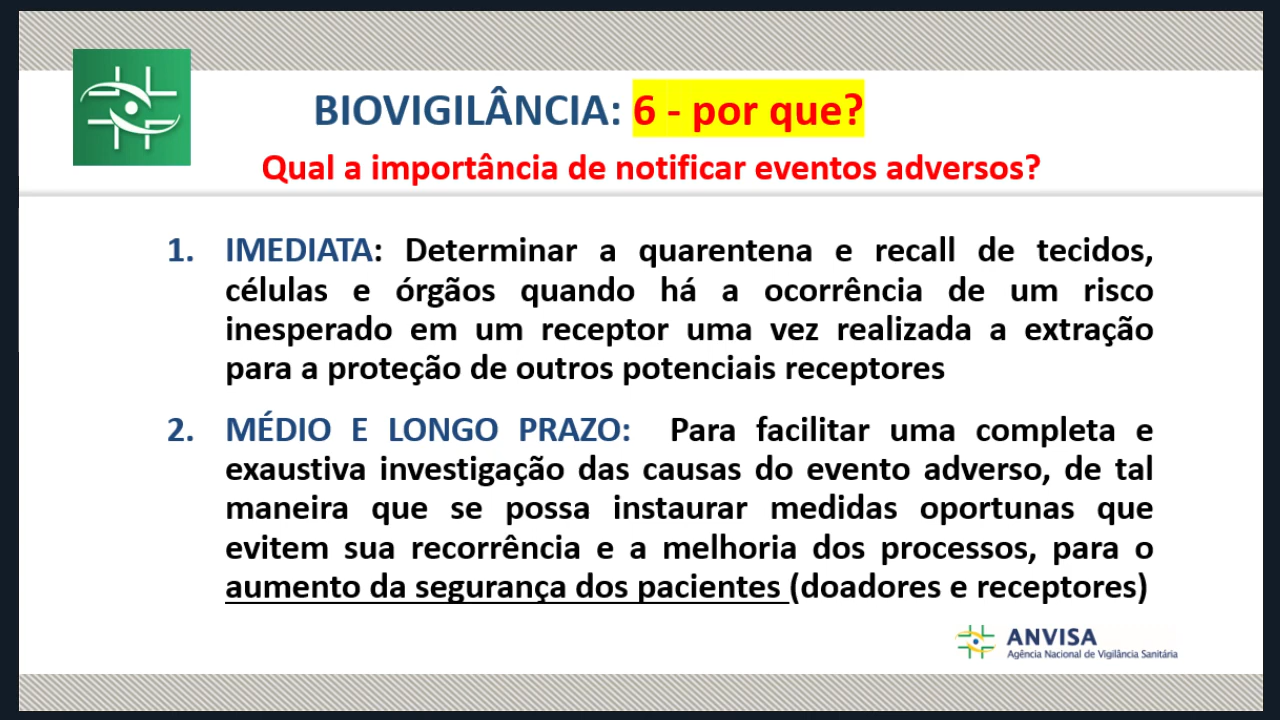 BIOVIGILÂNCIA: 6 - por que?
Qual a importância de notificar eventos adversos?
1. IMEDIATA: Determinar a quarentena e recall de tecidos,
células e órgãos quando há a ocorrência de um risco
inesperado em um receptor uma vez realizada a extração
para a proteção de outros potenciais receptores
2. MÉDIO E LONGO PRAZO: Para facilitar uma completa e
exaustiva investigação das causas do evento adverso, de tal
maneira que se possa instaurar medidas oportunas que
evitem sua recorrência e a melhoria dos processos, para o
aumento da segurança dos pacientes (doadores e receptores)
ANVISA
Agência Nacional de Vigilância Sanitária